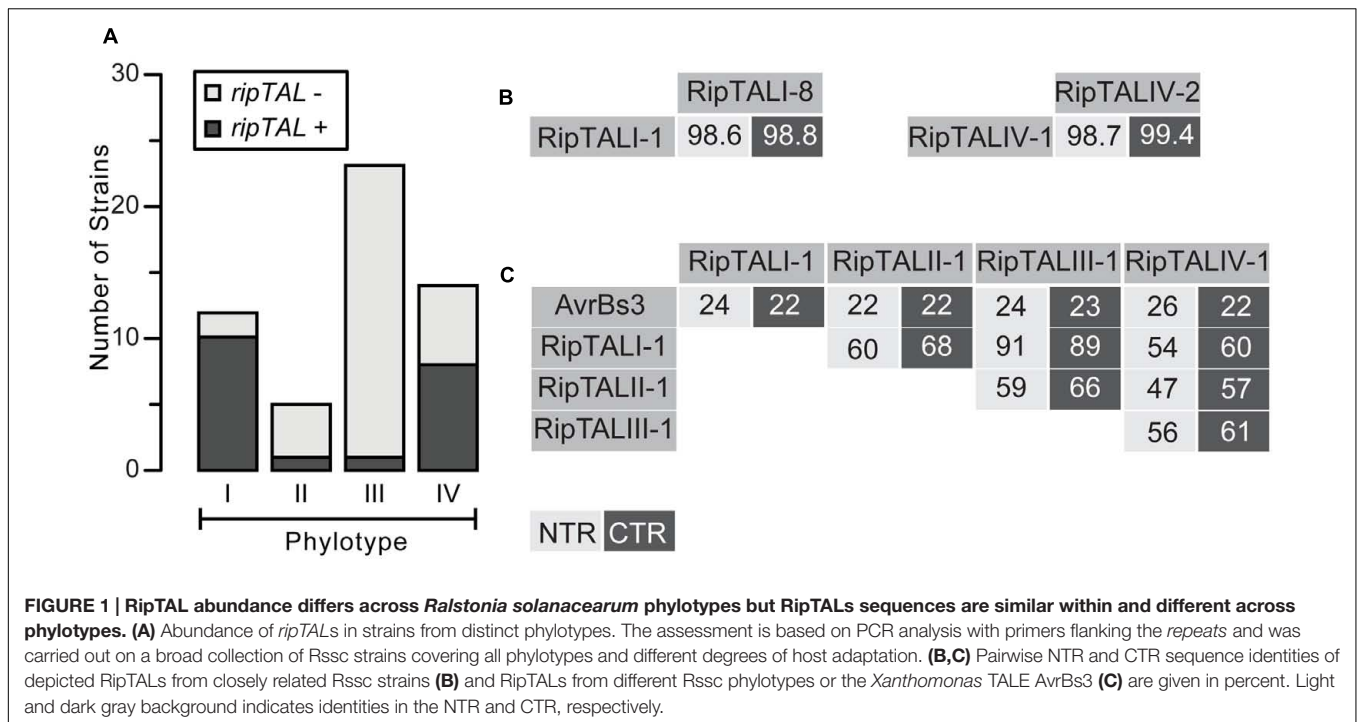 A
30
20
10
0
Number of Strains
ripTAL -
ripTAL +
I II III IV
Phylotype
B
RipTALI-8
RipTALI-1 98.6 98.8
RipTALIV-2
RipTALIV-1 98.7 99.4
C
RipTALI-1 RipTALII-1 RipTALIII-1 RipTALIV-1
AvrBs3 24 22 22 22 24 23 26 22
RipTALI-1 60 68 91 89 54 60
RipTALII-1 59 66 47 57
RipTALIII-1 56 61
NTR CTR
FIGURE 1 | RipTAL abundance differs across Ralstonia solanacearum phylotypes but RipTALs sequences are similar within and different across
phylotypes. (A) Abundance of ripTALs in strains from distinct phylotypes. The assessment is based on PCR analysis with primers flanking the repeats and was
carried out on a broad collection of Rssc strains covering all phylotypes and different degrees of host adaptation. (B,C) Pairwise NTR and CTR sequence identities of
depicted RipTALs from closely related Rssc strains (B) and RipTALs from different Rssc phylotypes or the Xanthomonas TALE AvrBs3 (C) are given in percent. Light
and dark gray background indicates identities in the NTR and CTR, respectively.